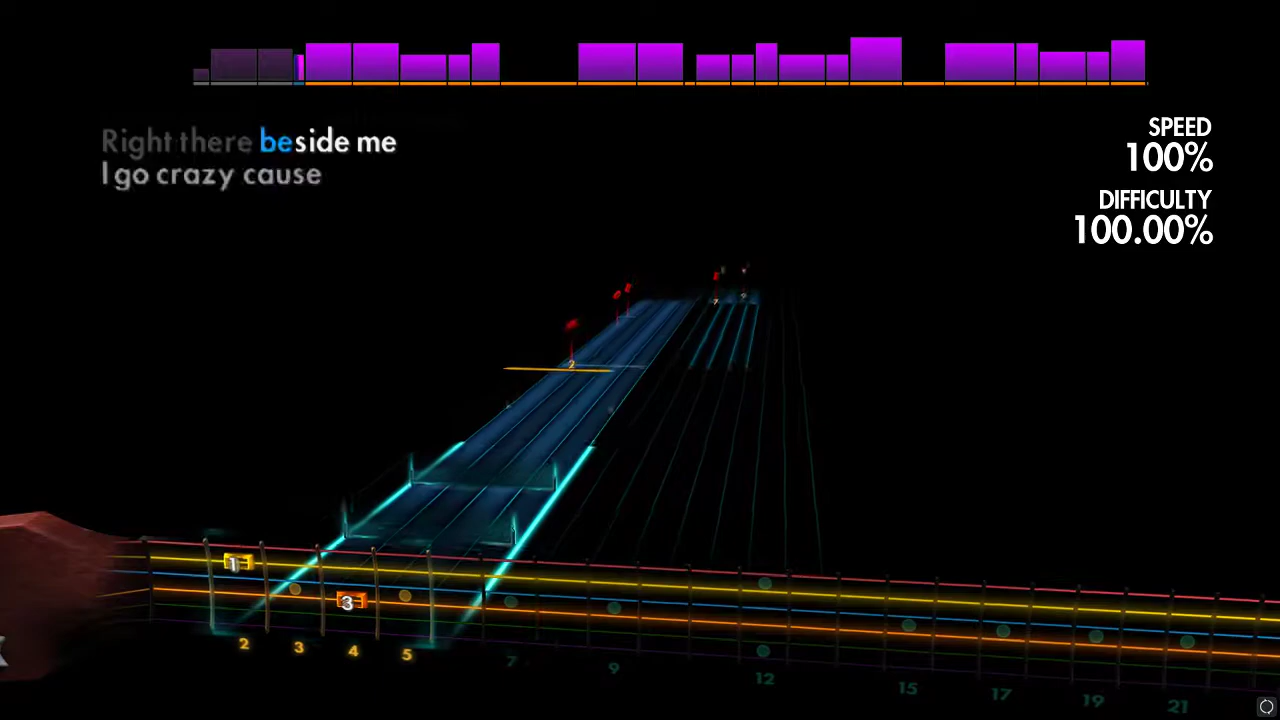 Right there beside me
I go crazy cause
SPEED
100%
DIFFICULTY
100.00%
2
1
3
2 3 4 5 7 9 12 15 17 19 21